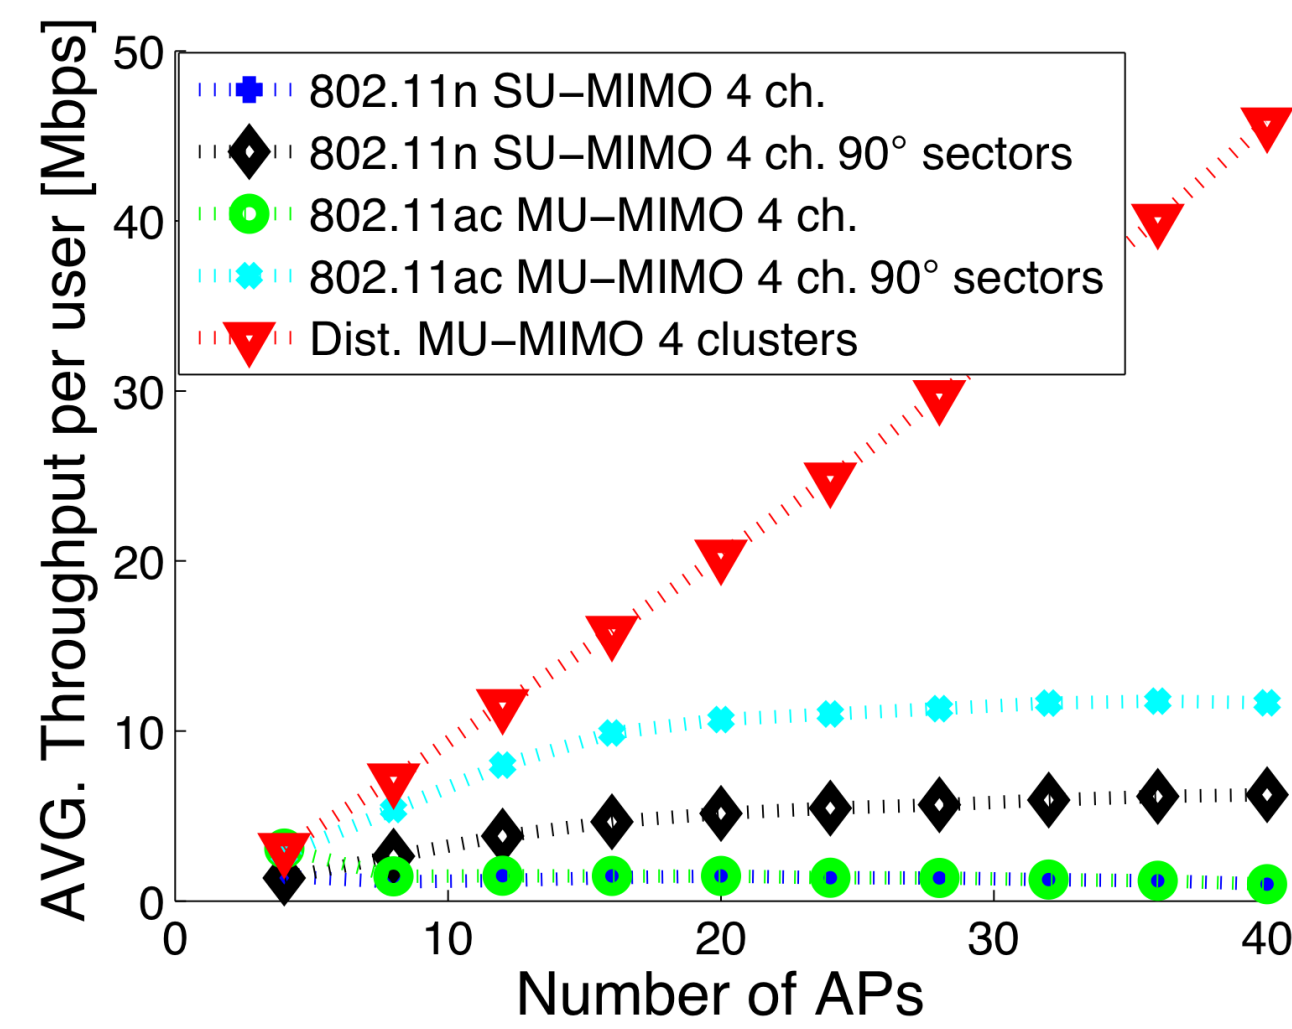 AVG. Throughput per user [Mbps]
50
40
30
20
10
0
802.11n SU−MIMO 4 ch.
802.11n SU−MIMO 4 ch. 90° sectors
802.11ac MU−MIMO 4 ch.
802.11ac MU−MIMO 4 ch. 90° sectors
Dist. MU−MIMO 4 clusters
0 10 20 30 40
Number of APs